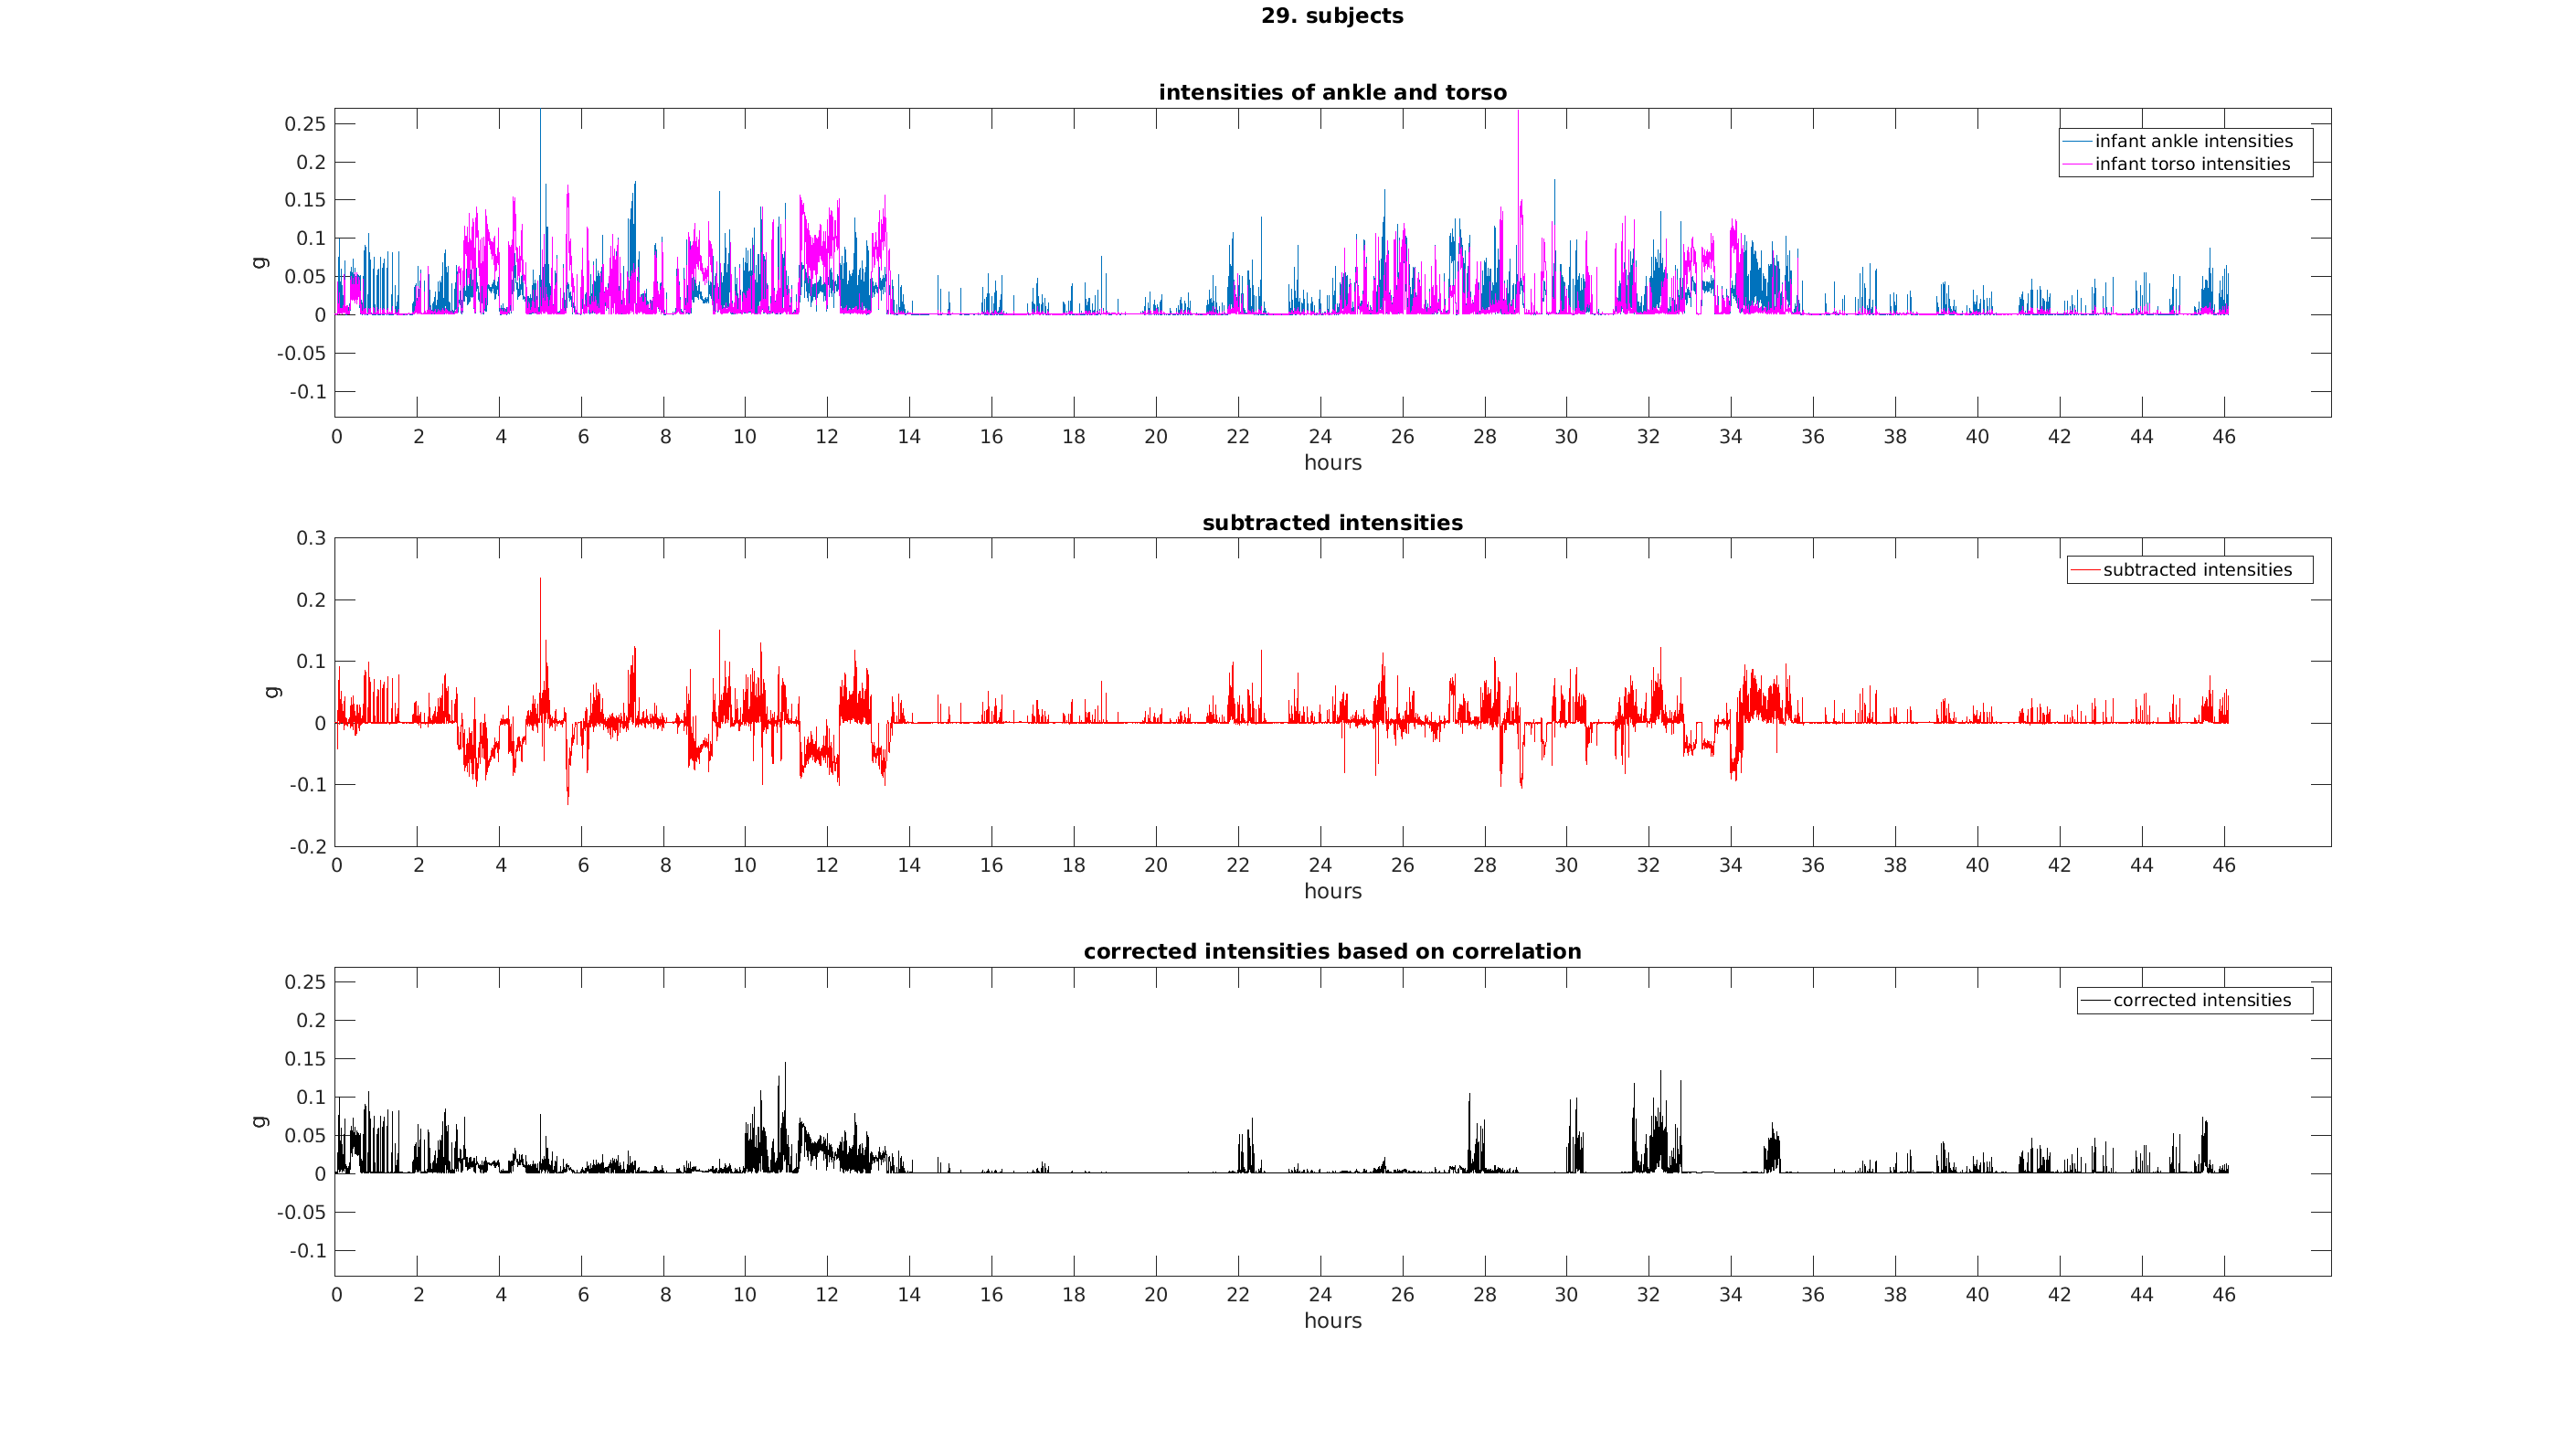 29. subjects
intensities of ankle and torso
0.25
0.2
0.15
0.1
0.05
0
-0.05
-0.1
g
infant ankle intensities
infant torso intensities
0 2 4 6 8 10 12 14 16 18 20 22 24 26 28 30 32 34 36 38 40 42 44 46
hours
subtracted intensities
0.3
0.2
0.1
0
-0.1
-0.2
g
subtracted intensities
0 2 4 6 8 10 12 14 16 18 20 22 24 26 28 30 32 34 36 38 40 42 44 46
hours
corrected intensities based on correlation
0.25
0.2
0.15
0.1
0.05
0
-0.05
-0.1
g
corrected intensities
0 2 4 6 8 10 12 14 16 18 20 22 24 26 28 30 32 34 36 38 40 42 44 46
hours